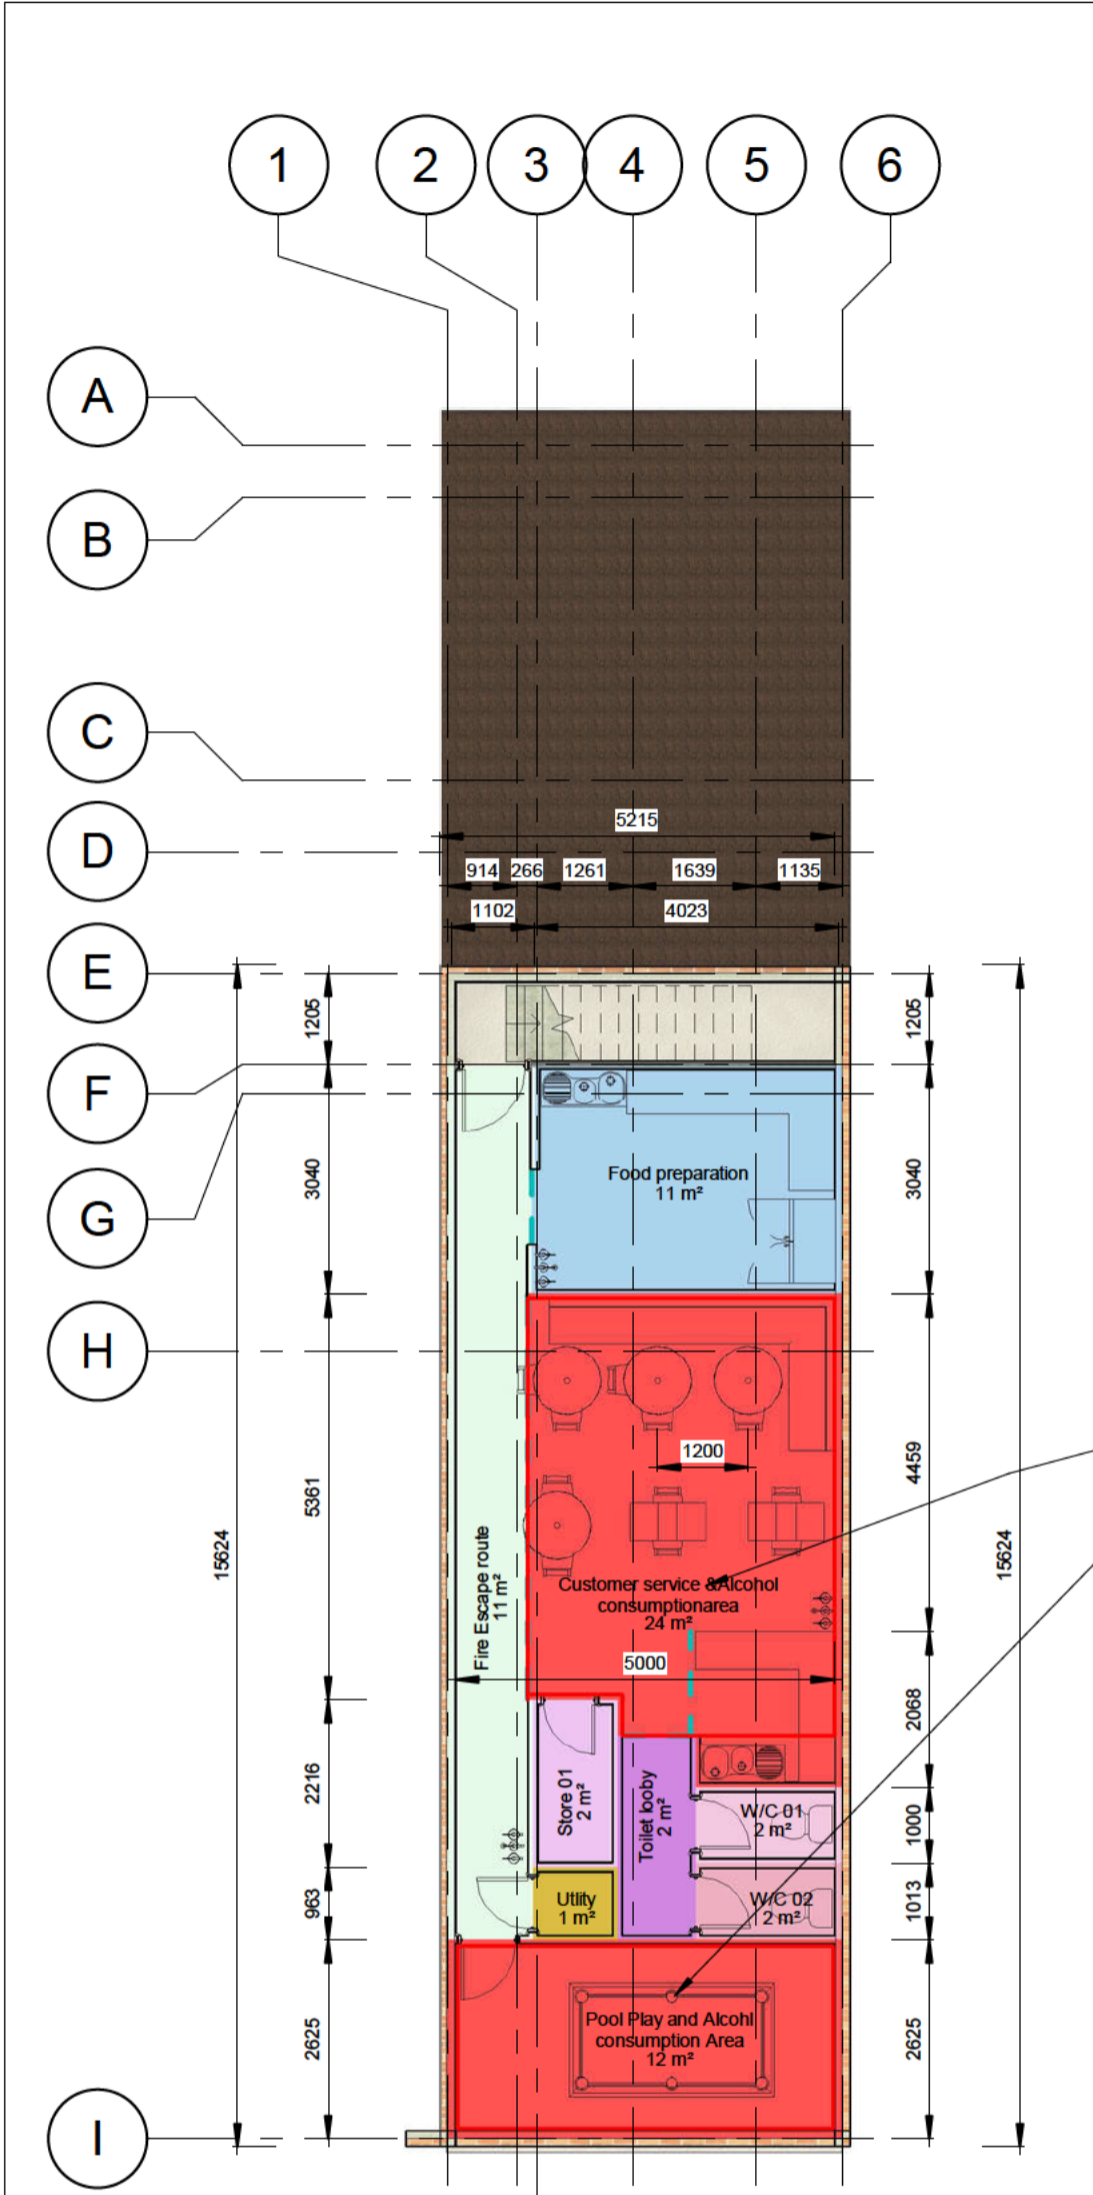 1
2
3
4
5
6
A
B
C
D
E
F
G
H
I
5215
914
266
1261
1639
1135
1102
4023
1205
1205
3040
3040
Food preparation
11 m²
5361
15624
4459
15624
1200
Fire Escape route
11 m²
Customer service &Alcohol
consumptionarea
24 m²
5000
2068
2216
Store 01
2 m²
Toilet looby
2 m²
W/C 01
2 m²
1000
963
Utlity
1 m²
W/C 02
2 m²
1013
2625
Pool Play and Alcohl
consumption Area
12 m²
2625